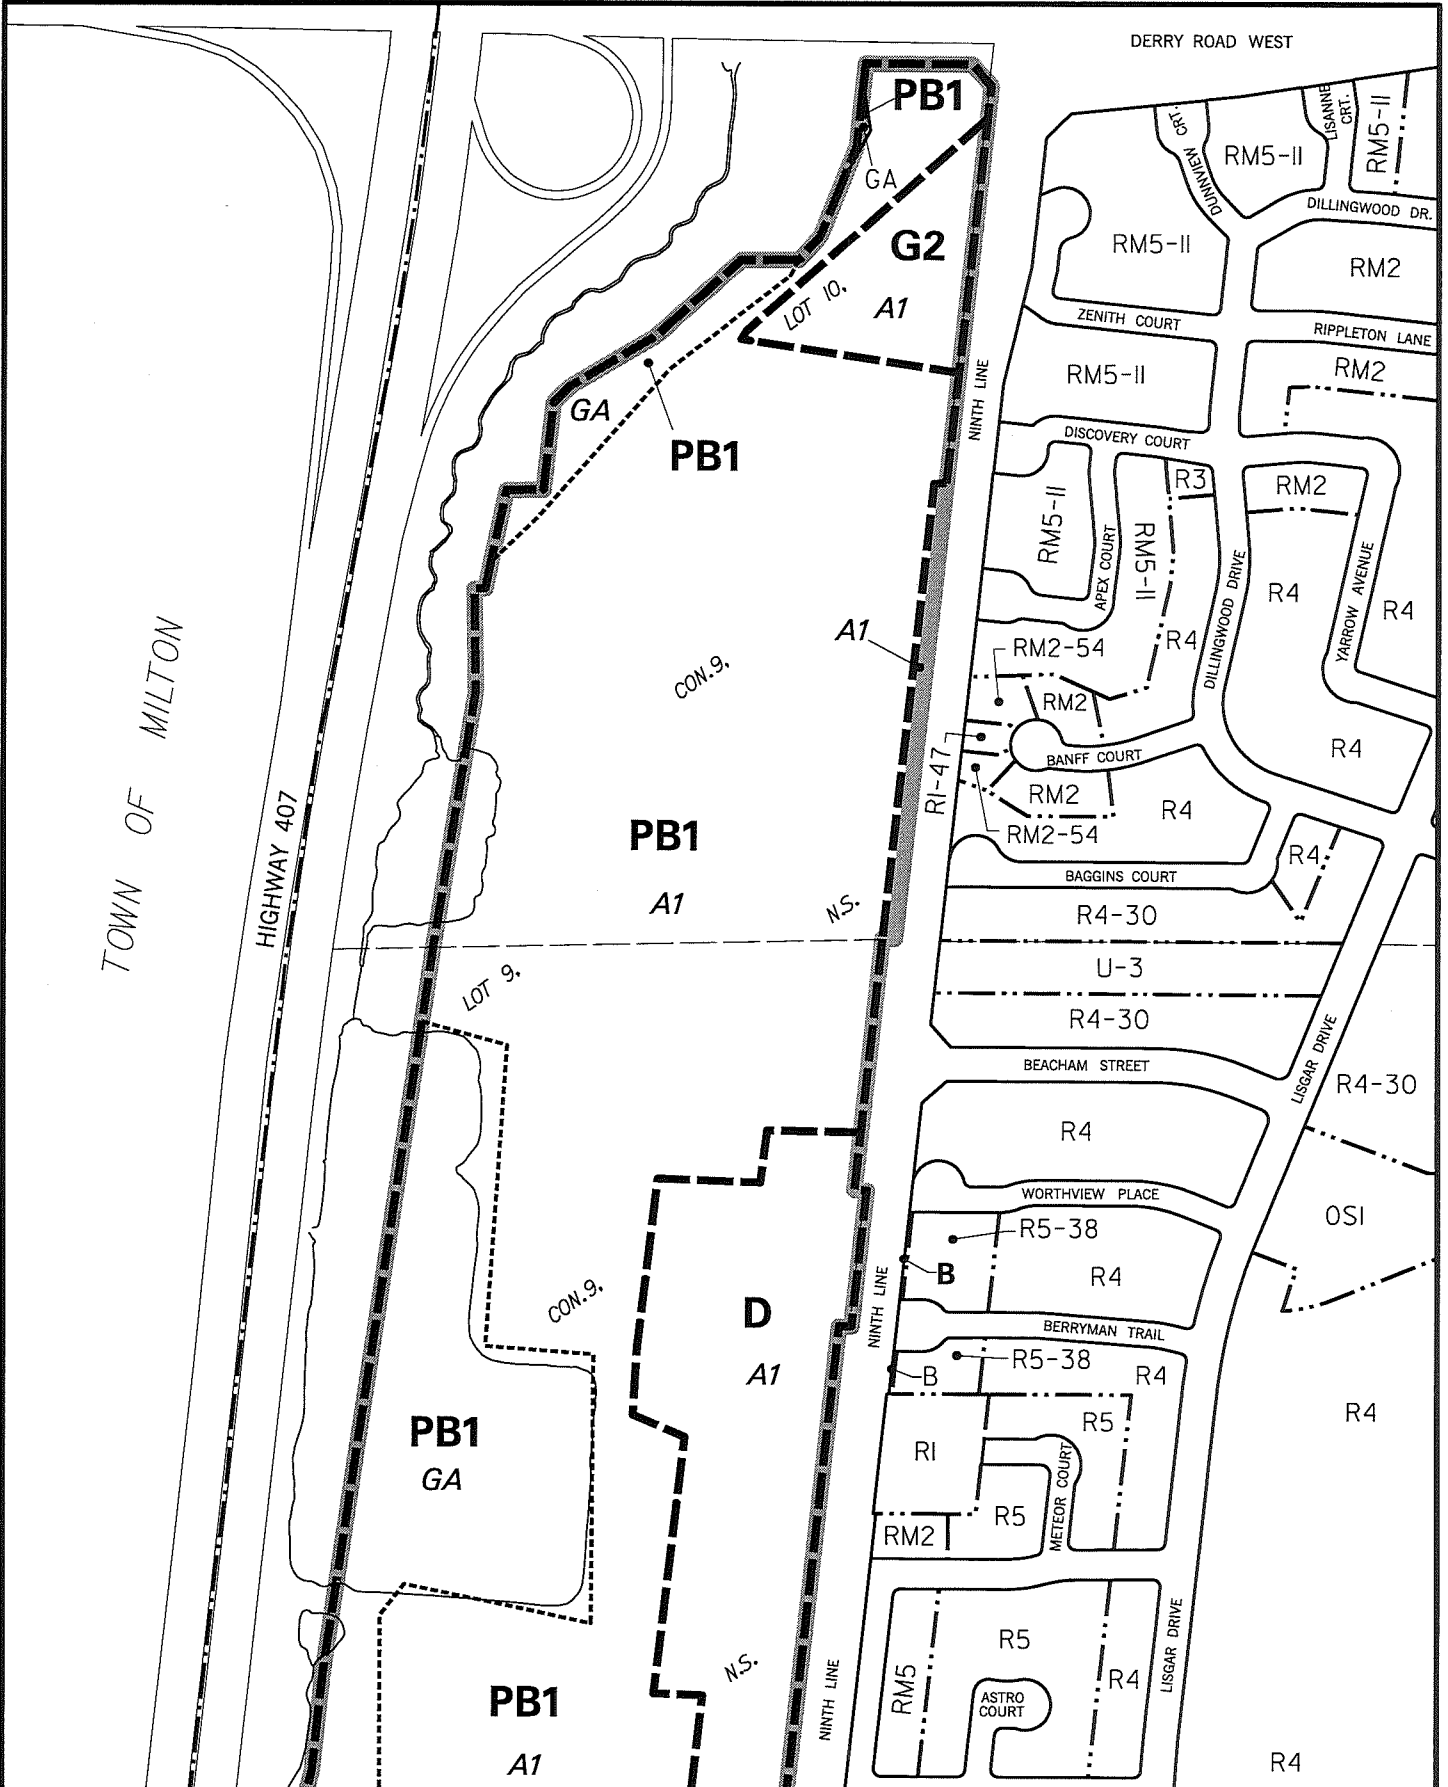 DERRY ROAD WEST
PB1
GA
G2
A1
LOT 10,
DUNNVIEW CRT.
RM5-II
LISANNE
CRT.
RM5-II
DILLINGWOOD DR.
RM5-II
RM2
ZENITH COURT
RIPPLETON LANE
NINTH LINE
RM5-II
RM2
GA
PB1
DISCOVERY COURT
R3
RM2
RM5-II
APEX COURT
RM5-II
DILLINGWOOD DRIVE
R4
YARROW AVENUE
R4
A1
RM2-54
R4
TOWN OF MILTON
HIGHWAY 407
CON.9,
RM2
R1-47
BANFF COURT
R4
RM2
R4
RM2-54
PB1
A1
N.S.
R4
BAGGINS COURT
R4-30
U-3
LOT 9,
R4-30
BEACHAM STREET
LISGAR DRIVE
R4-30
R4
WORTHVIEW PLACE
OS1
R5-38
B
R4
CON.9,
D
A1
NINTH LINE
BERRYMAN TRAIL
R5-38
B
R4
R4
R5
PB1
GA
R1
METEOR COURT
R5
RM2
R5
N.S.
NINTH LINE
RM5
ASTRO
COURT
R4
LISGAR DRIVE
PB1
A1
R4